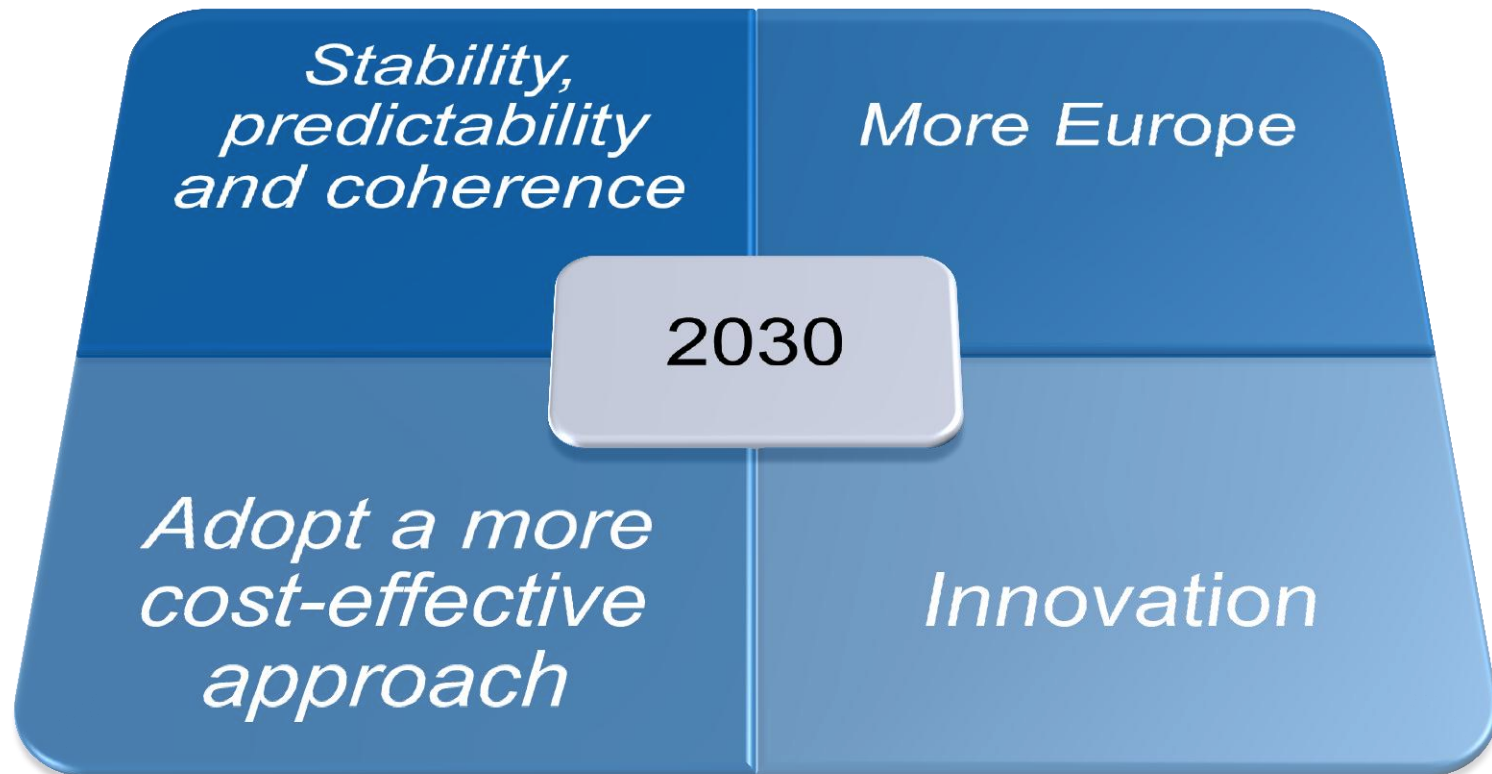 Stability,
predictability
and coherence
More Europe
2030
Adopt a more
cost-effective
approach
Innovation